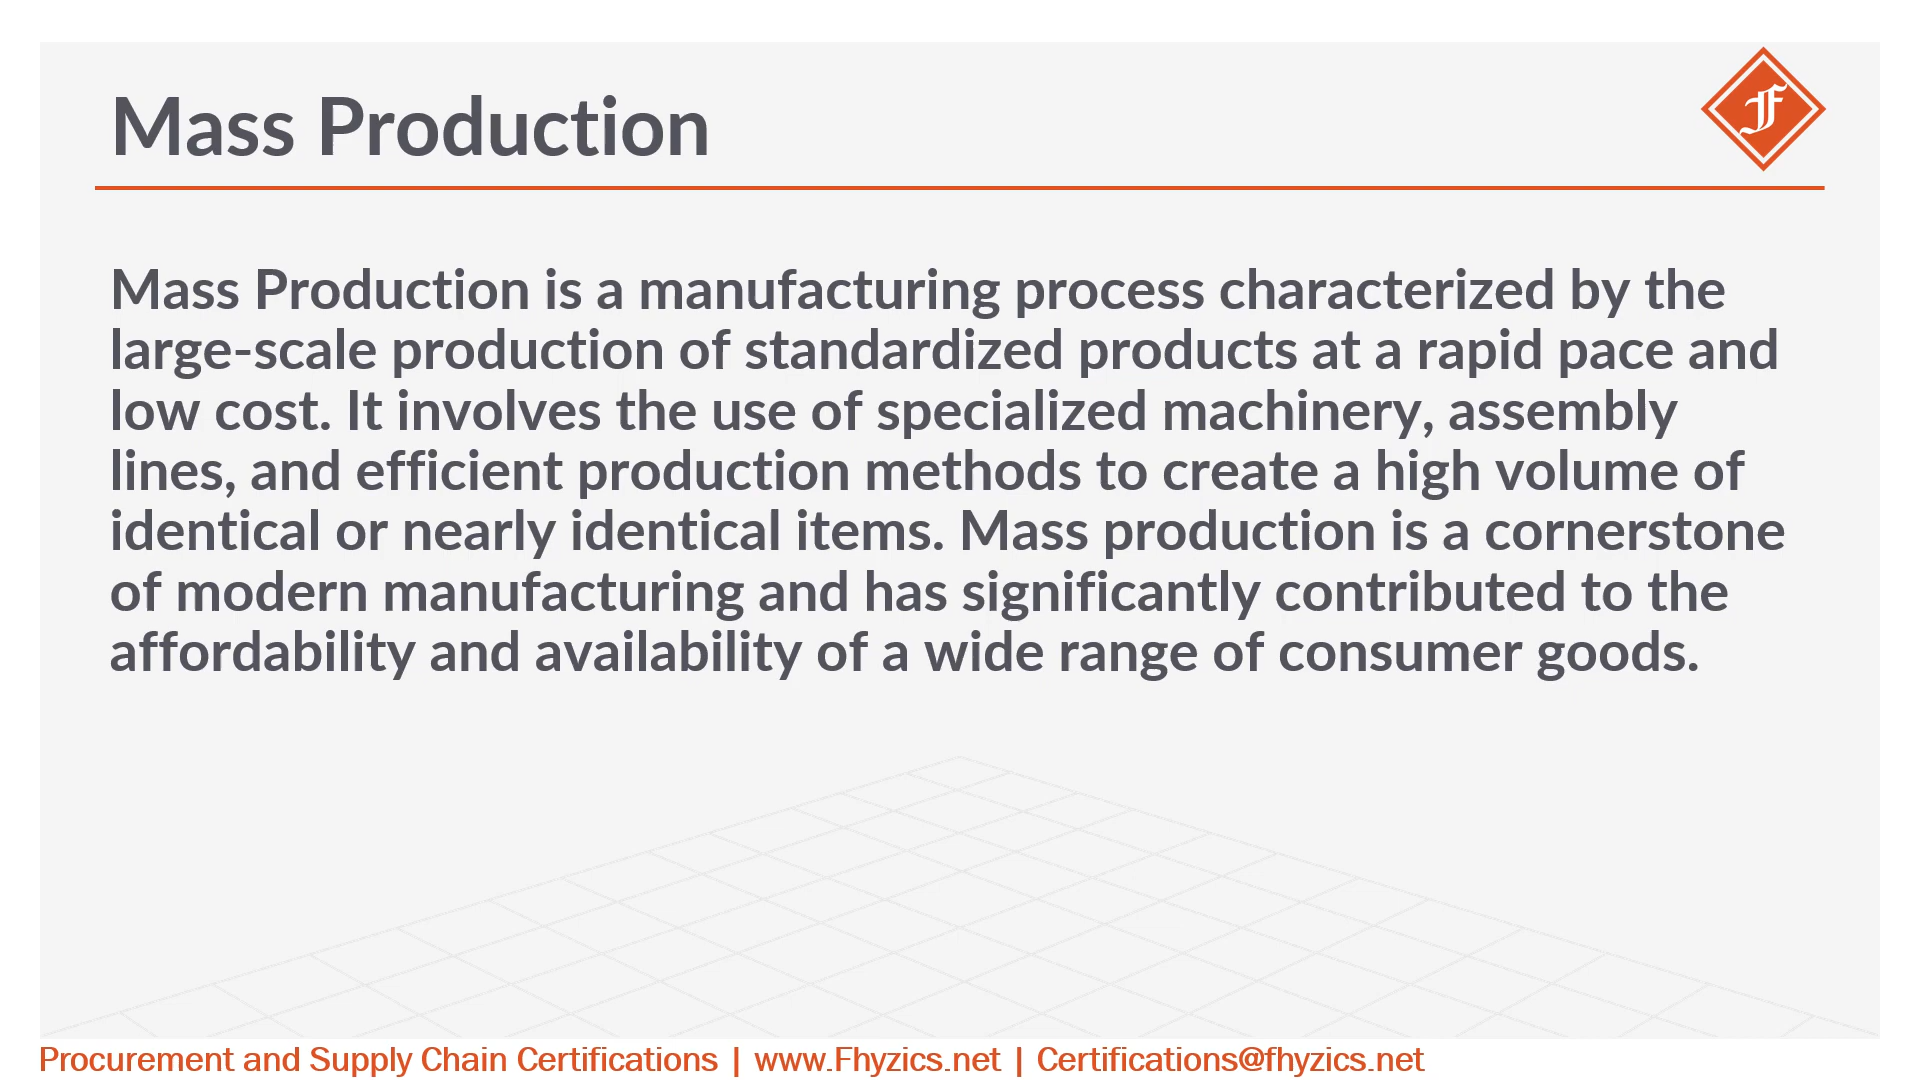 Mass Production
F
Mass Production is a manufacturing process characterized by the
large-scale production of standardized products at a rapid pace and
low cost. It involves the use of specialized machinery, assembly
lines, and efficient production methods to create a high volume of
identical or nearly identical items. Mass production is a cornerstone
of modern manufacturing and has significantly contributed to the
affordability and availability of a wide range of consumer goods.
Procurement and Supply Chain Certifications | www.Fhyzics.net | Certifications@fhyzics.net